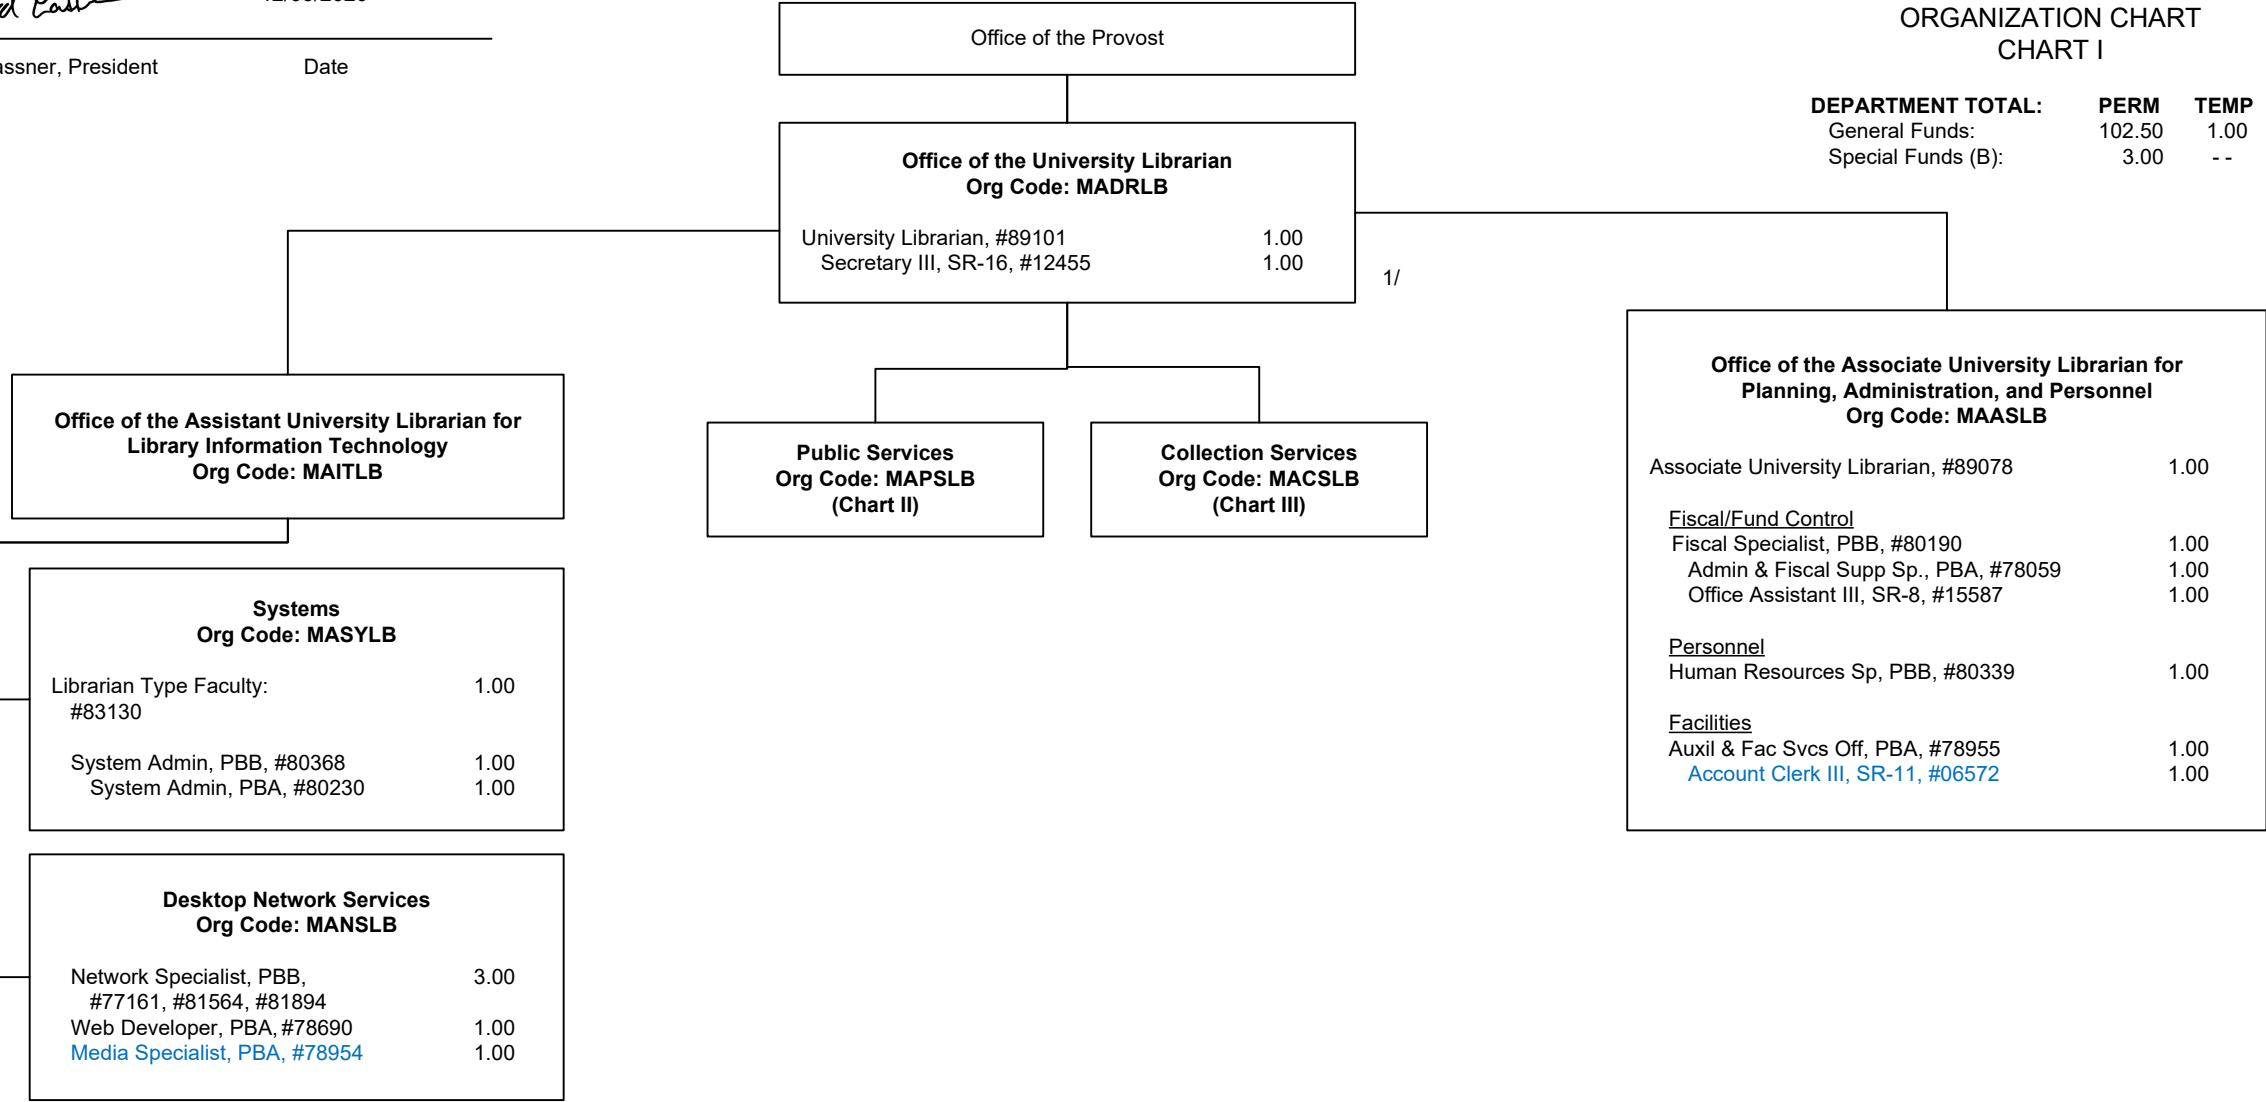 assner, President Date
ORGANIZATION CHART
CHART I
DEPARTMENT TOTAL: PERM TEMP
General Funds: 102.50 1.00
Special Funds (B): 3.00 - -
Office of the Provost
Office of the University Librarian
Org Code: MADRLB
University Librarian, #89101 1.00
Secretary III, SR-16, #12455 1.00
1/
Office of the Assistant University Librarian for
Library Information Technology
Org Code: MAITLB
Public Services
Org Code: MAPSLB
(Chart II)
Collection Services
Org Code: MACSLB
(Chart III)
Office of the Associate University Librarian for
Planning, Administration, and Personnel
Org Code: MAASLB
Associate University Librarian, #89078 1.00
Fiscal/Fund Control
Fiscal Specialist, PBB, #80190 1.00
Admin & Fiscal Supp Sp., PBA, #78059 1.00
Office Assistant III, SR-8, #15587 1.00
Personnel
Human Resources Sp, PBB, #80339 1.00
Facilities
Auxil & Fac Svcs Off, PBA, #78955 1.00
Account Clerk III, SR-11, #06572 1.00
Systems
Org Code: MASYLB
Librarian Type Faculty: 1.00
#83130
System Admin, PBB, #80368 1.00
System Admin, PBA, #80230 1.00
Desktop Network Services
Org Code: MANSLB
Network Specialist, PBB, 3.00
#77161, #81564, #81894
Web Developer, PBA, #78690 1.00
Media Specialist, PBA, #78954 1.00